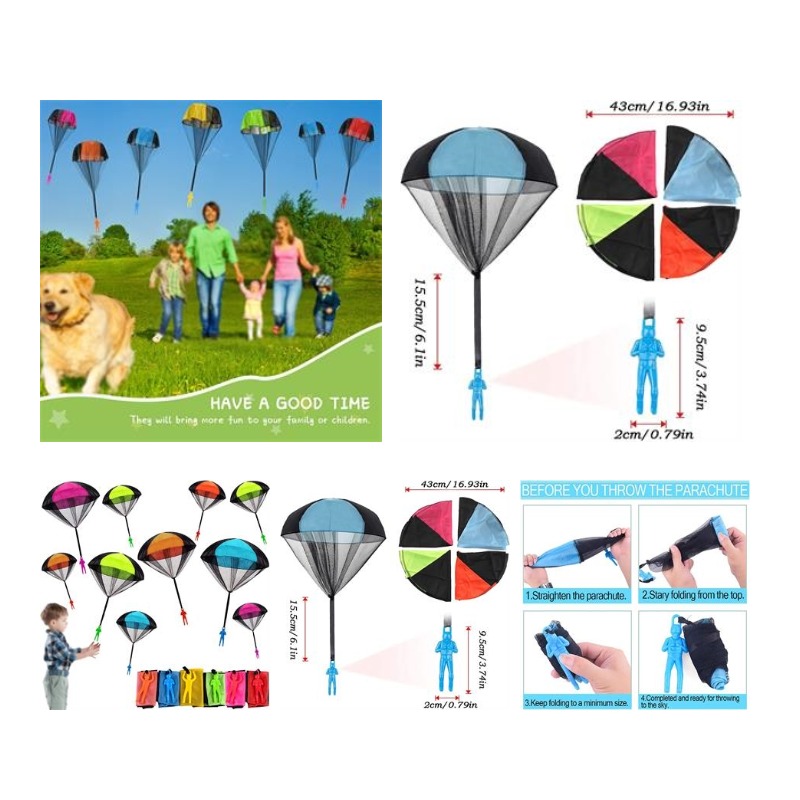 HAVE A GOOD TIME
They will bring more fun to your family or children.
43cm/16.93in
15.5cm/6.1in
9.5cm/3.74in
2cm/0.79in
43cm/16.93in
15.5cm/6.1in
9.5cm/3.74in
2cm/0.79in
BEFORE YOU THROW THE PARACHUTE
1.Straighten the parachute.
2.Stary folding from the top.
3.Keep folding to a minimum size.
4.Completed and ready for throwing
to the sky.